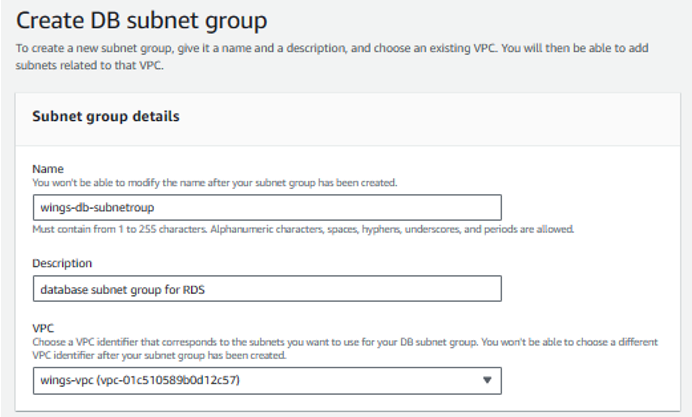 Create DB subnet group
To create a new subnet group, give it a name and a description, and choose an existing VPC. You will then be able to add
subnets related to that VPC.
Subnet group details
Name
You won't be able to modify the name after your subnet group has been created.
wings-db-subnetroup
Must contain from 1 to 255 characters. Alphanumeric characters, spaces, hyphens, underscores, and periods are allowed.
Description
database subnet group for RDS
VPC
Choose a VPC identifier that corresponds to the subnets you want to use for your DB subnet group. You won't be able to choose a different
VPC identifier after your subnet group has been created.
wings-vpc (vpc-01c510589b0d12c57)